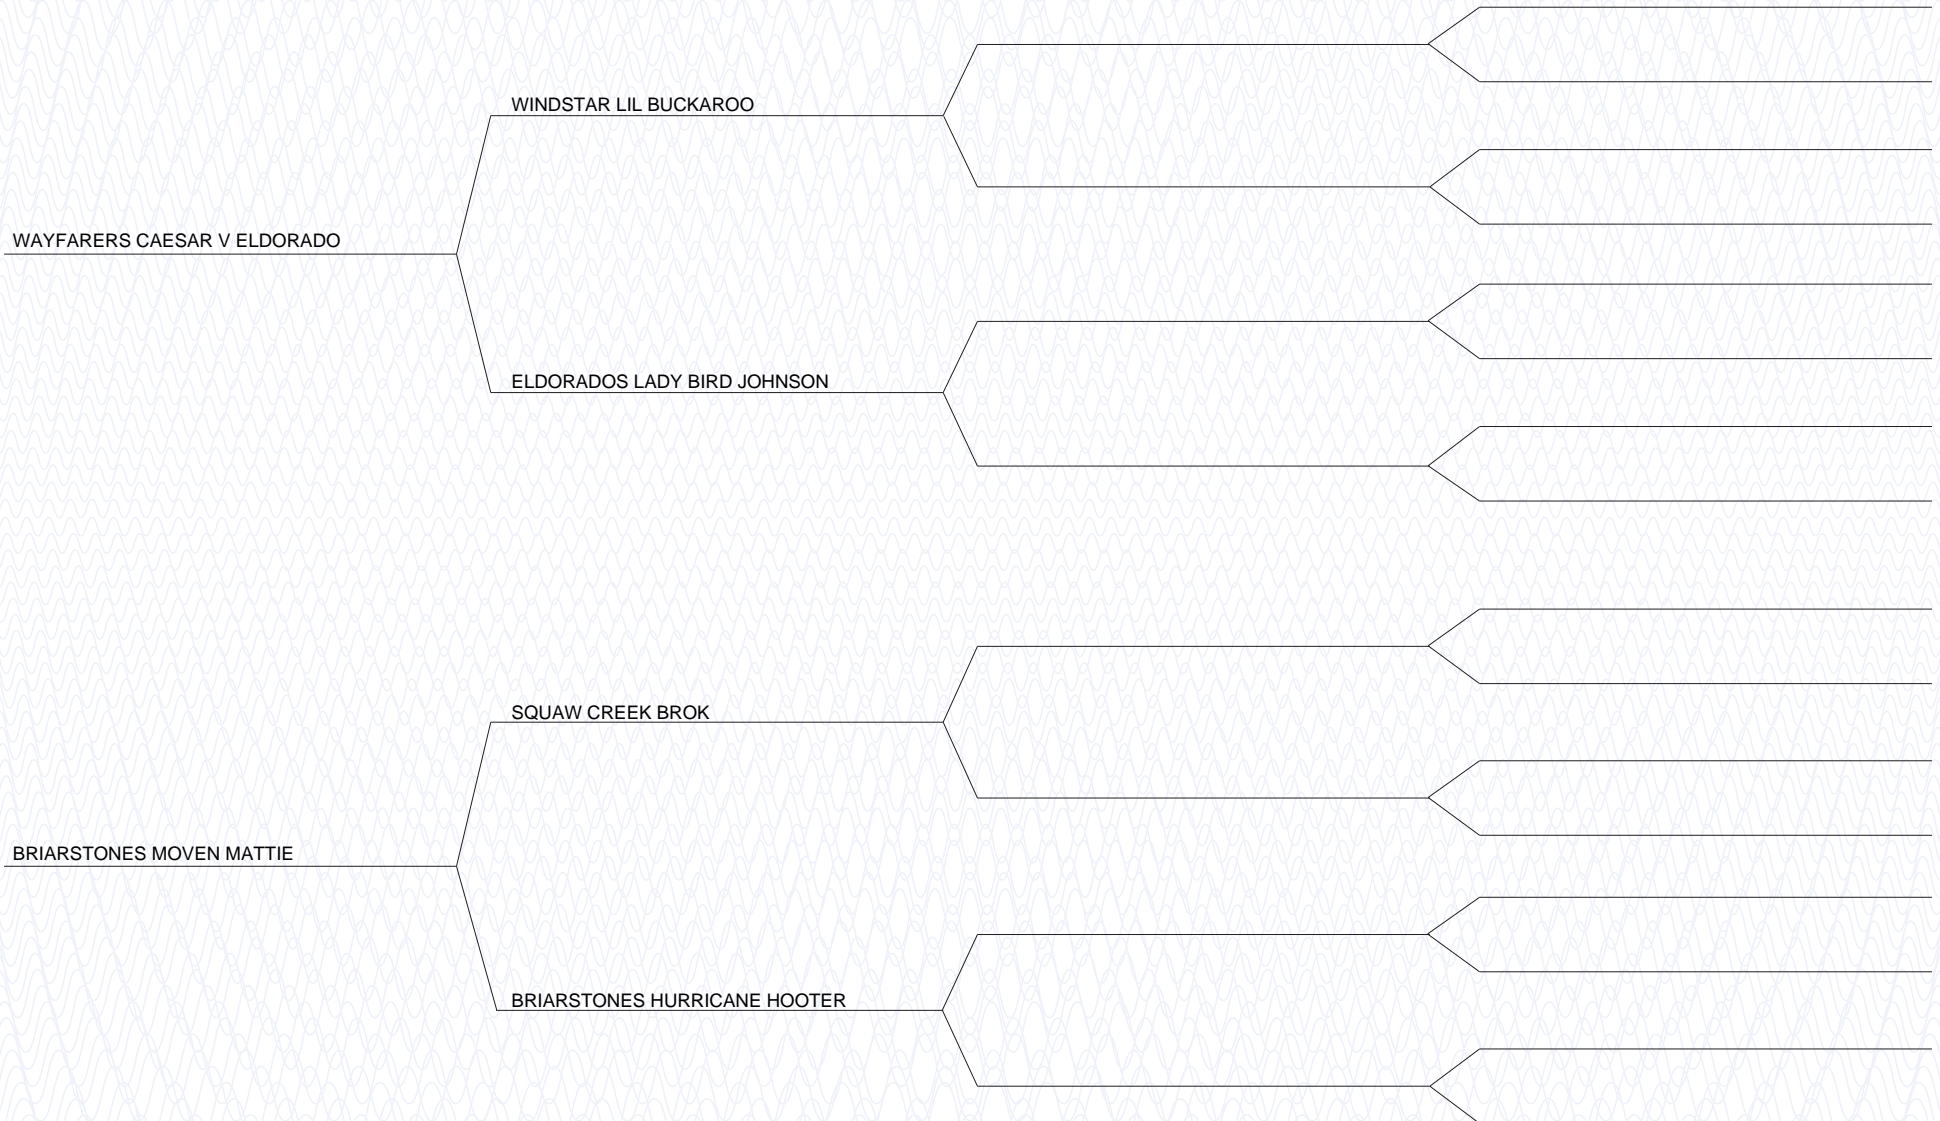 WINDSTAR LIL BUCKAROO
WAYFARERS CAESAR V ELDORADO
ELDORADOS LADY BIRD JOHNSON
SQUAW CREEK BROK
BRIARSTONES MOVEN MATTIE
BRIARSTONES HURRICANE HOOTER